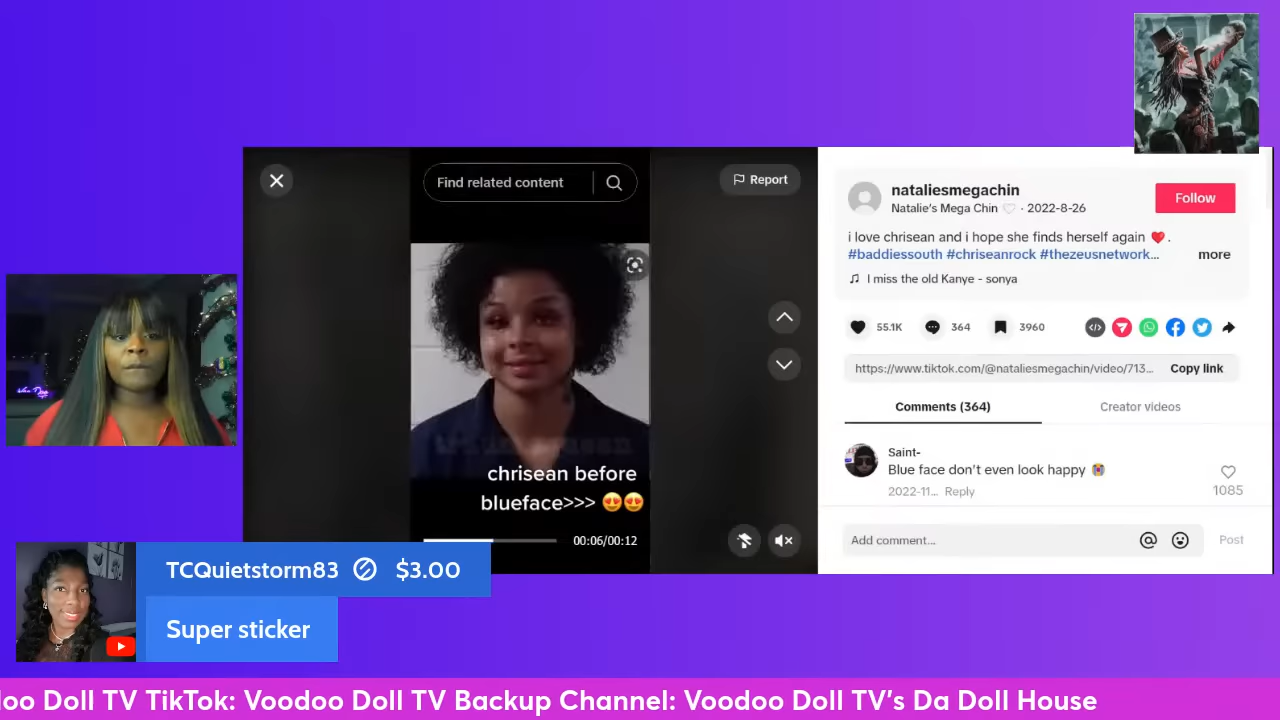 Find related content
Report
nataliesmegachin
Natalie's Mega Chin 🤍 · 2022-8-26
Follow
i love chrisean and i hope she finds herself again ❤️ .
#baddiessouth #chriseanrock #thezeusnetwork...
more
♫ I miss the old Kanye - sonya
55.1K
364
3960
https://www.tiktok.com/@nataliesmegachin/video/713...
Copy link
Comments (364)
Creator videos
Saint-
Blue face don't even look happy 😭
2022-11... Reply
1085
chrisean before
blueface>>> 😍😍
00:06/00:12
Add comment...
Post
TCQuietstorm83
$3.00
Super sticker
loo Doll TV TikTok: Voodoo Doll TV Backup Channel: Voodoo Doll TV's Da Doll House